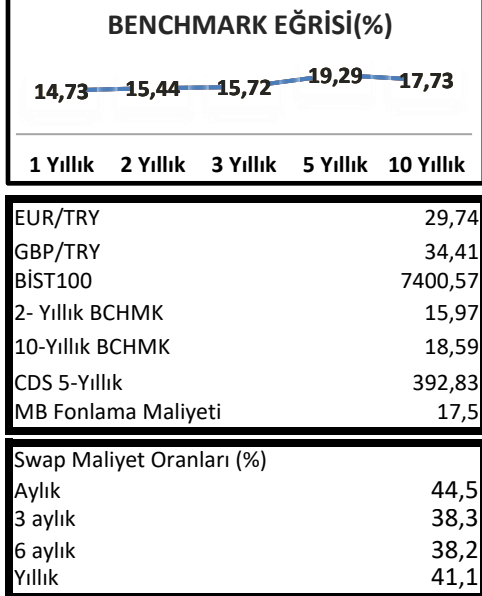 BENCHMARK EĞRİSİ(%)
14,73 15,44 15,72 19,29 17,73
1 Yıllık 2 Yıllık 3 Yıllık 5 Yıllık 10 Yıllık
EUR/TRY 29,74
GBP/TRY 34,41
BİST100 7400,57
2- Yıllık BCHMK 15,97
10-Yıllık BCHMK 18,59
CDS 5-Yıllık 392,83
MB Fonlama Maliyeti 17,5
Swap Maliyet Oranları (%)
Aylık 44,5
3 aylık 38,3
6 aylık 38,2
Yıllık 41,1